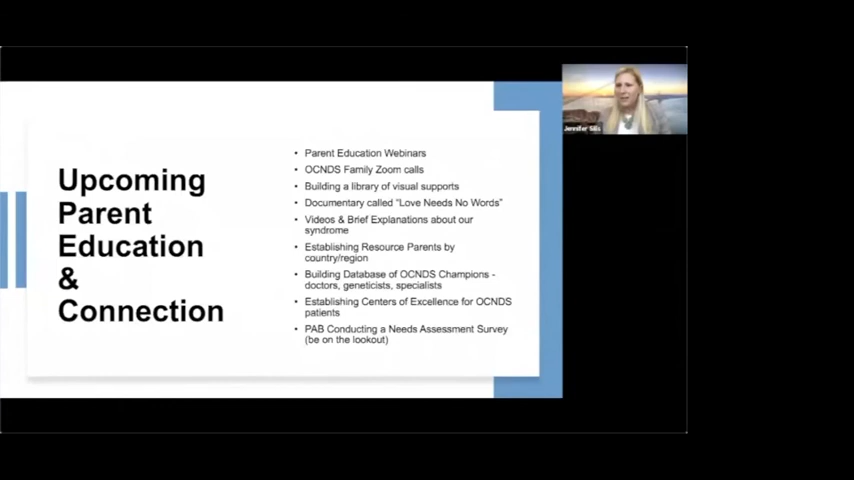 Upcoming
Parent
Education
&
Connection
• Parent Education Webinars
• OCNDS Family Zoom calls
• Building a library of visual supports
• Documentary called “Love Needs No Words”
• Videos & Brief Explanations about our
syndrome
• Establishing Resource Parents by
country/region
• Building Database of OCNDS Champions -
doctors, geneticists, specialists
• Establishing Centers of Excellence for OCNDS
patients
• PAB Conducting a Needs Assessment Survey
(be on the lookout)
Jennifer Sills